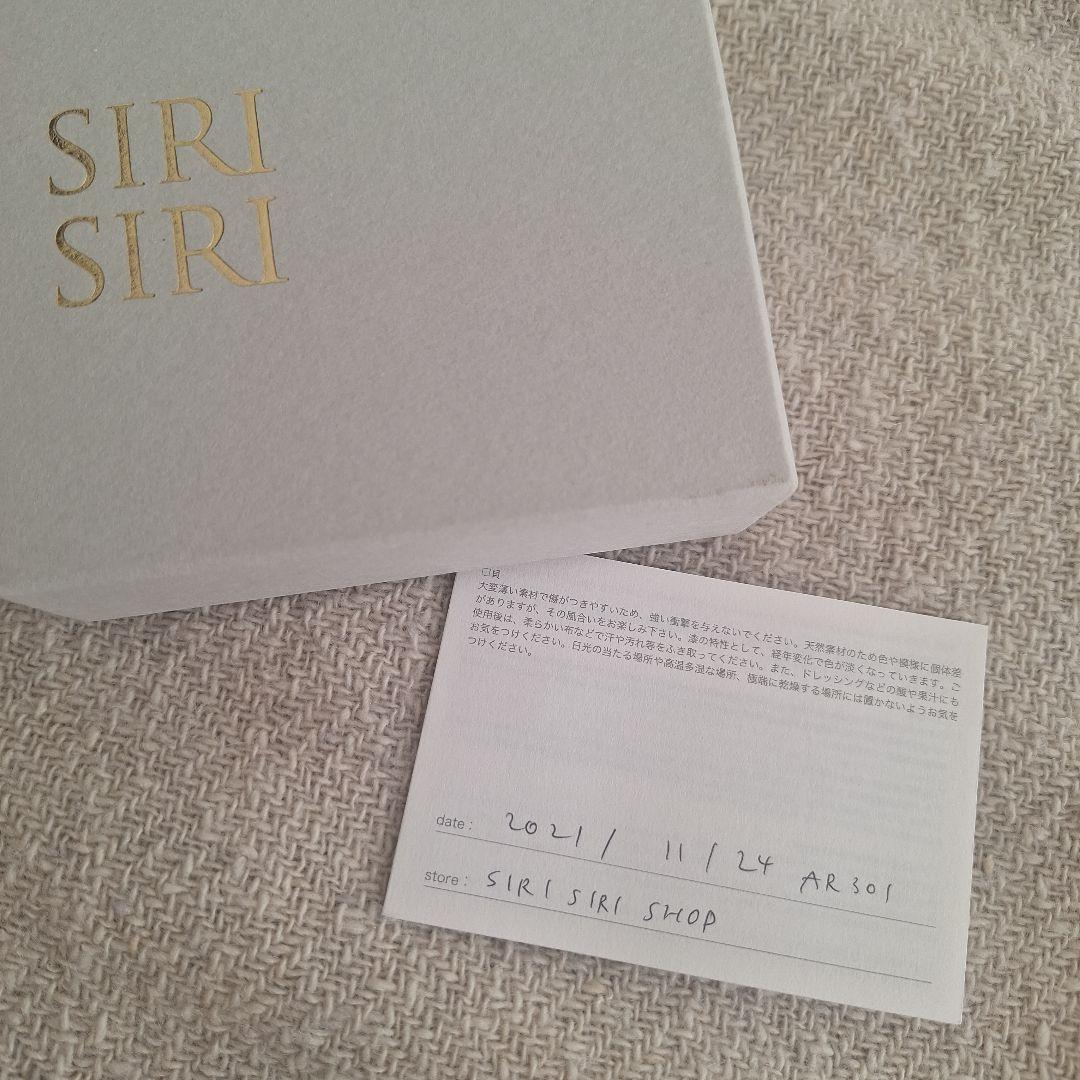 SIRI
SIRI
□貝
大変薄い素材で傷がつきやすいため、強い衝撃を与えないでください。天然素材のため色や模様に個体差
がありますが、その風合いをお楽しみ下さい。漆の特性として、経年変化で色が淡くなっていきます。ご
使用後は、柔らかい布などで汗や汚れ等をふき取ってください。また、ドレッシングなどの酸や果汁にも
お気をつけください。日光の当たる場所や高温多湿な場所、極端に乾燥する場所には置かないようお気を
つけください。
date : 2021 / 11 / 24 AR301
store : SIRI SIRI SHOP